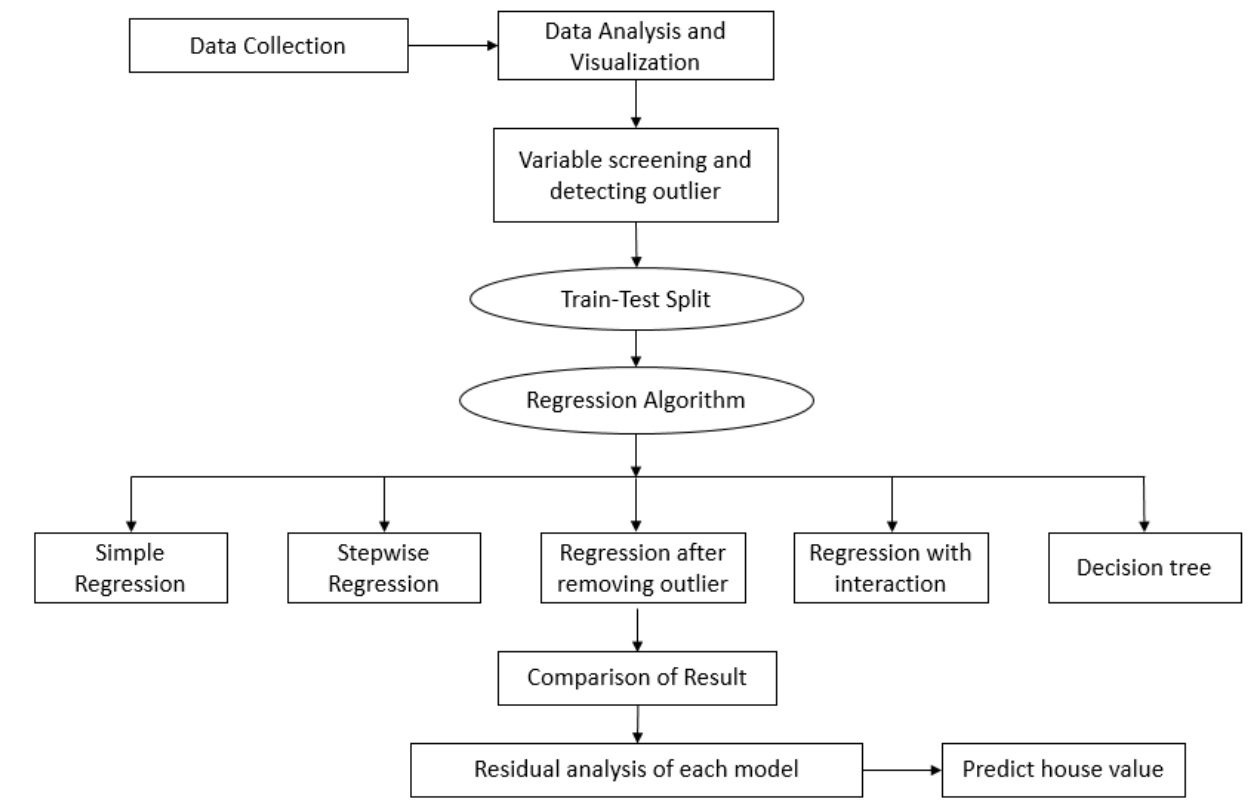 Data Collection
Data Analysis and
Visualization
Variable screening and
detecting outlier
Train-Test Split
Regression Algorithm
Simple
Regression
Stepwise
Regression
Regression after
removing outlier
Regression with
interaction
Decision tree
Comparison of Result
Residual analysis of each model
Predict house value